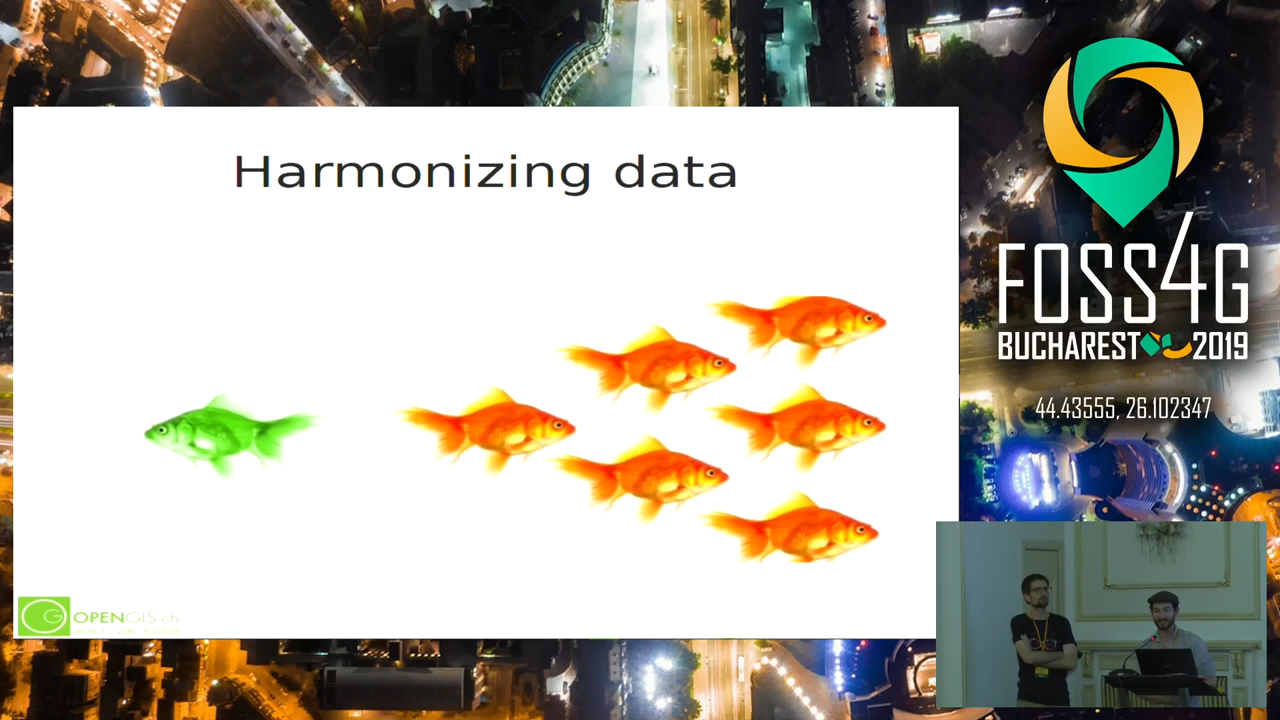 Harmonizing data
OPENGIS.ch
FOSS4G
BUCHAREST 2019
44.43555, 26.102347